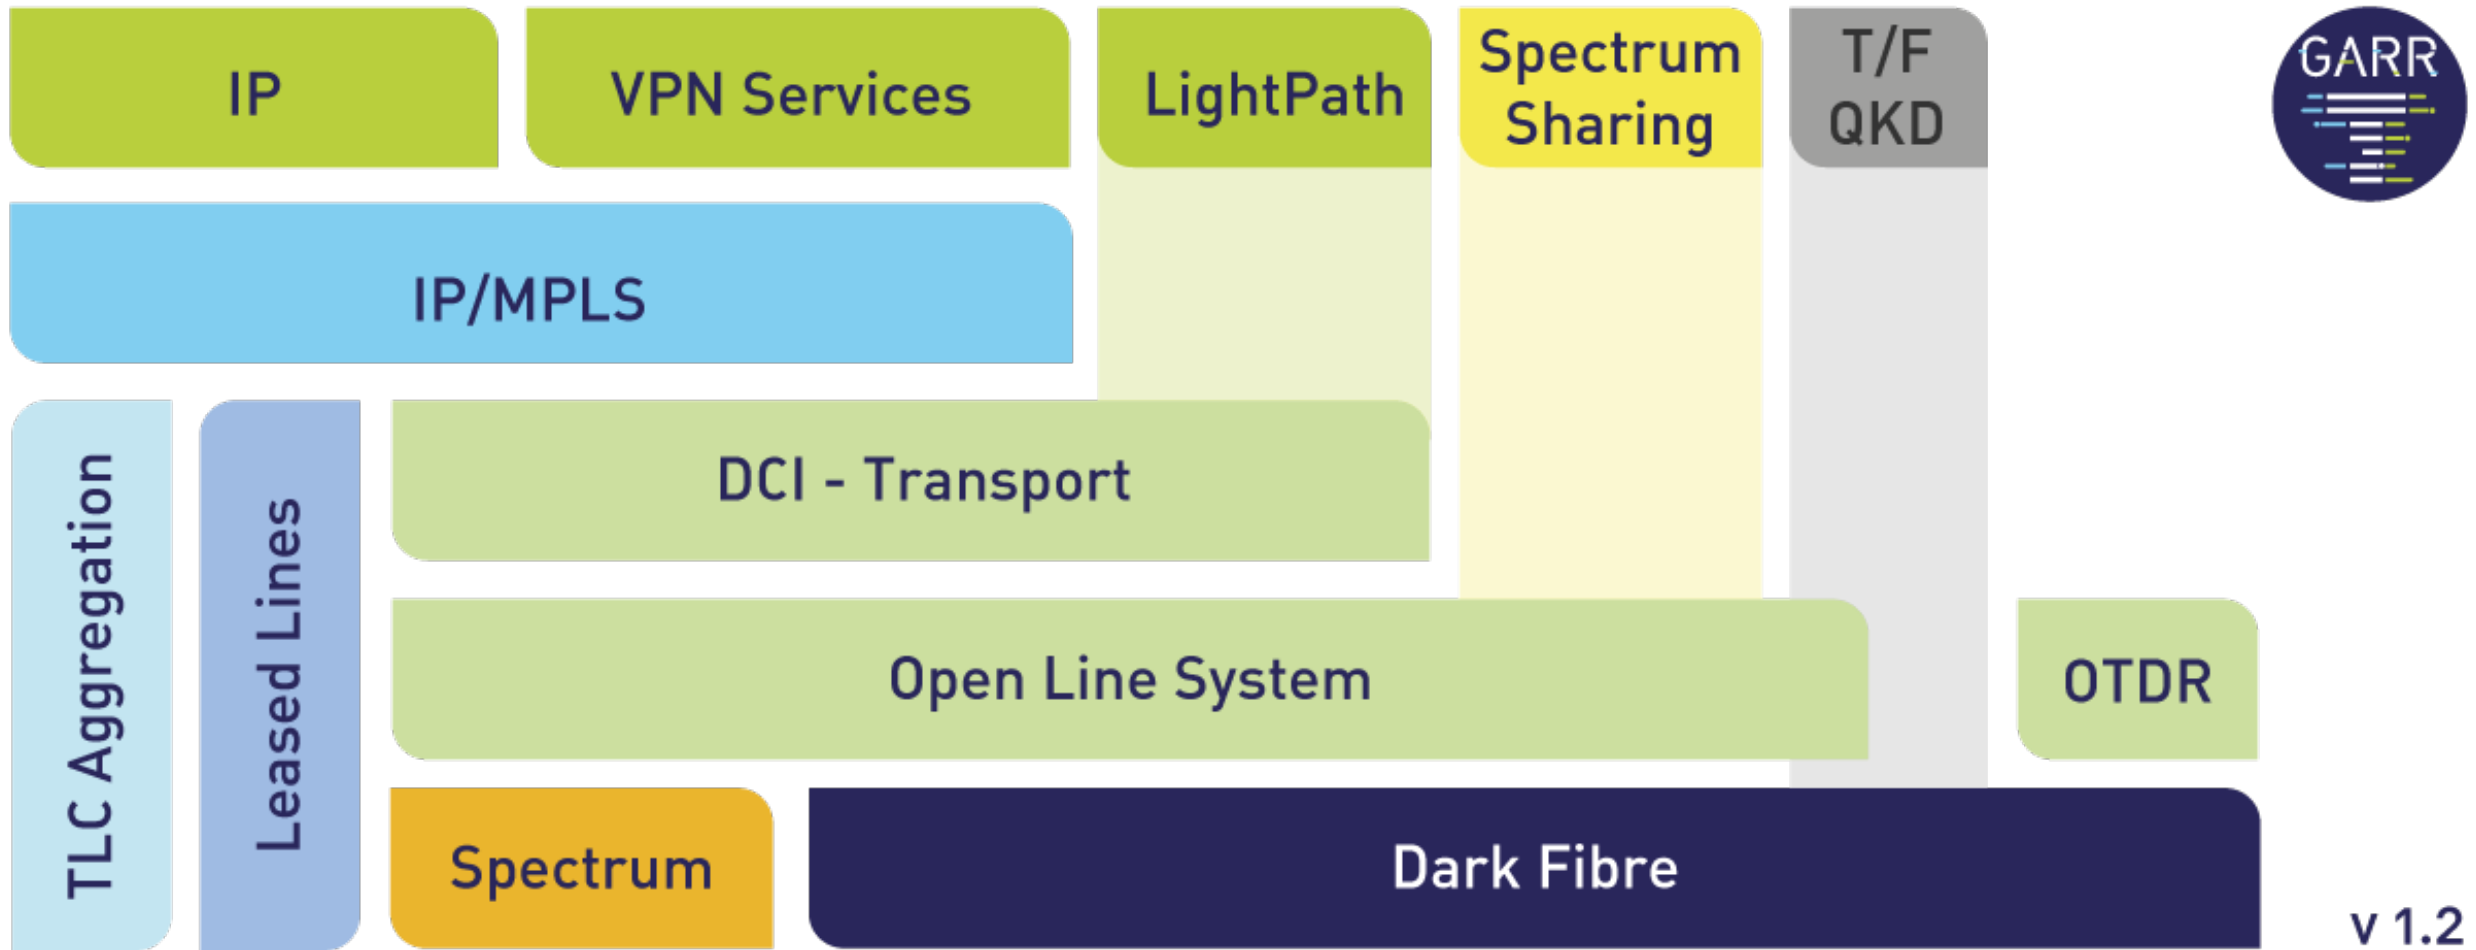 IP
VPN Services
LightPath
Spectrum
Sharing
T/F
QKD
GARR
IP/MPLS
TLC Aggregation
Leased Lines
DCI - Transport
Open Line System
OTDR
Spectrum
Dark Fibre
v 1.2